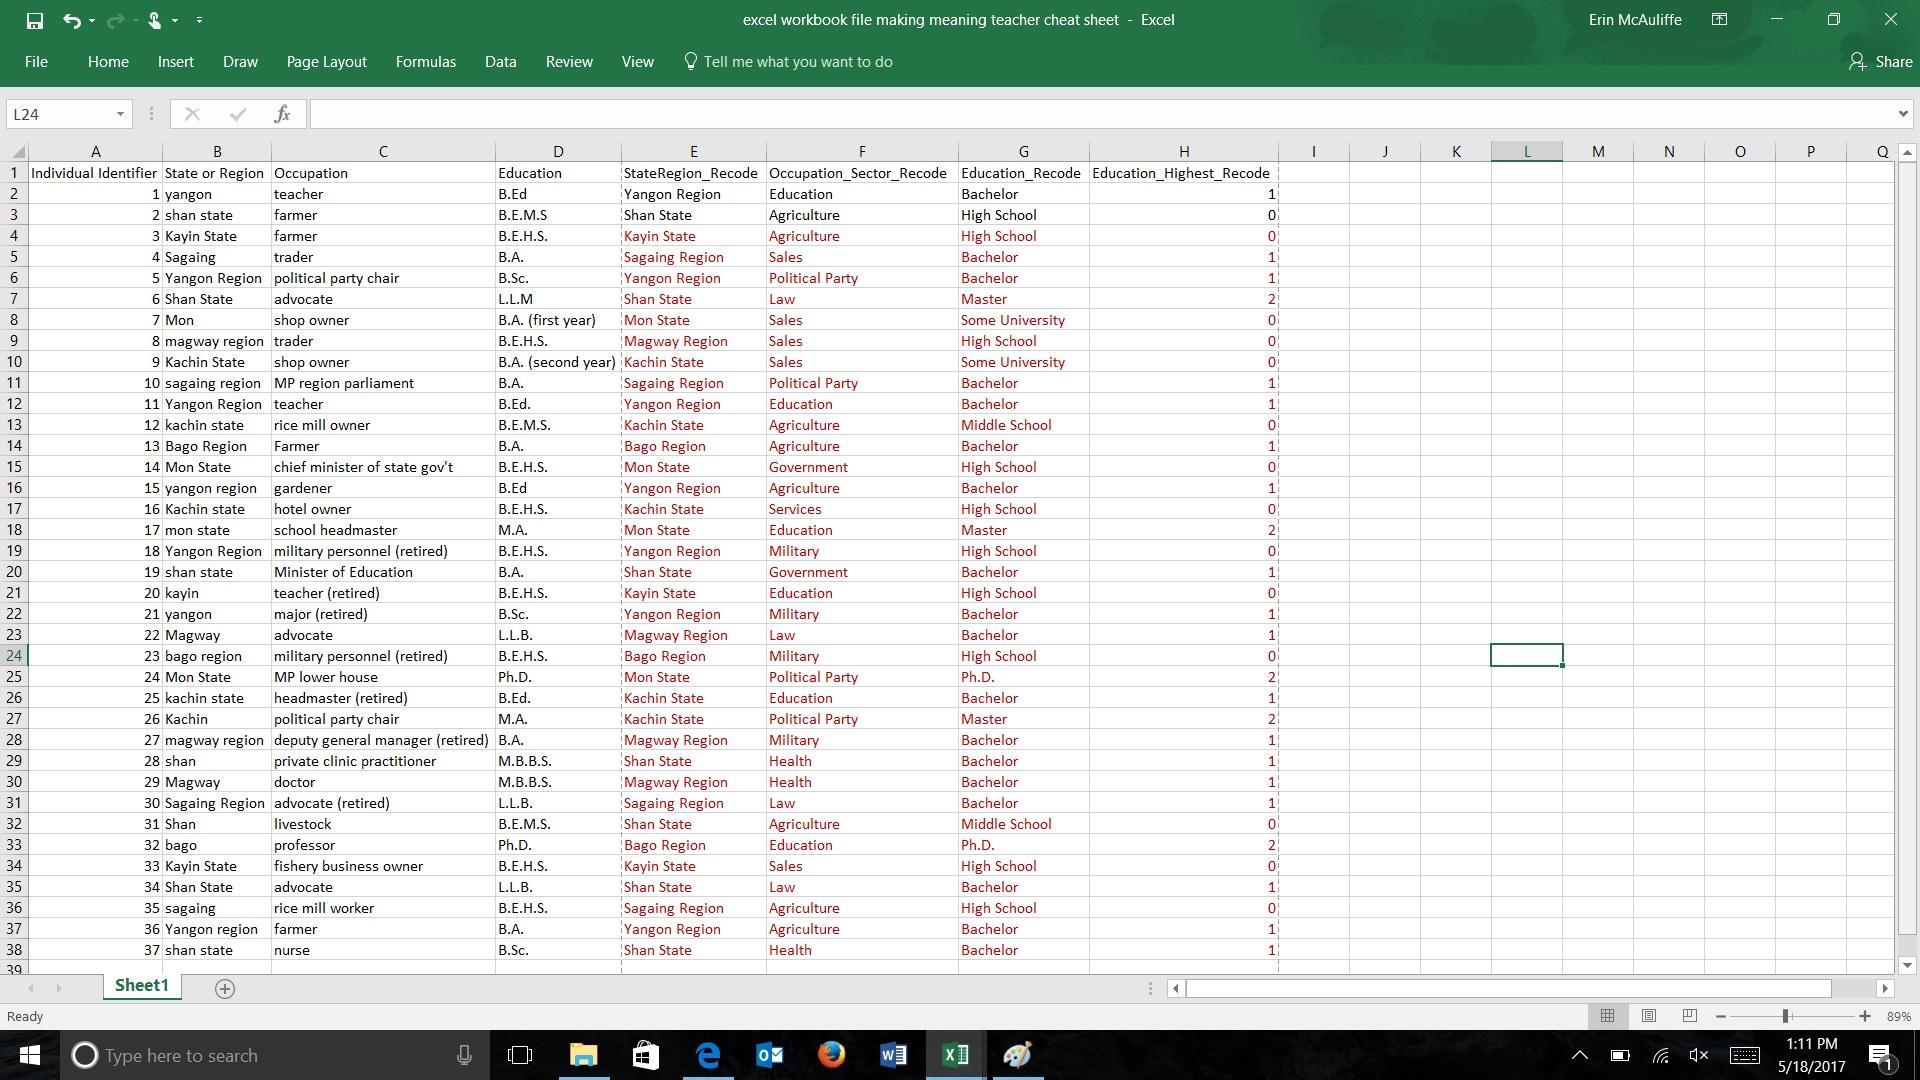 excel workbook file making meaning teacher cheat sheet - Excel
Erin McAuliffe
File Home Insert Draw Page Layout Formulas Data Review View Tell me what you want to do
Share
L24 fx
A B C D E F G H I J K L M N O P Q
1 Individual Identifier State or Region Occupation Education StateRegion_Recode Occupation_Sector_Recode Education_Recode Education_Highest_Recode
2 1 yangon teacher B.Ed Yangon Region Education Bachelor 1
3 2 shan state farmer B.E.M.S Shan State Agriculture High School 0
4 3 Kayin State farmer B.E.H.S. Kayin State Agriculture High School 0
5 4 Sagaing trader B.A. Sagaing Region Sales Bachelor 1
6 5 Yangon Region political party chair B.Sc. Yangon Region Political Party Bachelor 1
7 6 Shan State advocate L.L.M Shan State Law Master 2
8 7 Mon shop owner B.A. (first year) Mon State Sales Some University 0
9 8 magway region trader B.E.H.S. Magway Region Sales High School 0
10 9 Kachin State shop owner B.A. (second year) Kachin State Sales Some University 0
11 10 sagaing region MP region parliament B.A. Sagaing Region Political Party Bachelor 1
12 11 Yangon Region teacher B.Ed. Yangon Region Education Bachelor 1
13 12 kachin state rice mill owner B.E.M.S. Kachin State Agriculture Middle School 0
14 13 Bago Region Farmer B.A. Bago Region Agriculture Bachelor 1
15 14 Mon State chief minister of state gov't B.E.H.S. Mon State Government High School 0
16 15 yangon region gardener B.Ed Yangon Region Agriculture Bachelor 1
17 16 Kachin state hotel owner B.E.H.S. Kachin State Services High School 0
18 17 mon state school headmaster M.A. Mon State Education Master 2
19 18 Yangon Region military personnel (retired) B.E.H.S. Yangon Region Military High School 0
20 19 shan state Minister of Education B.A. Shan State Government Bachelor 1
21 20 kayin teacher (retired) B.E.H.S. Kayin State Education High School 0
22 21 yangon major (retired) B.Sc. Yangon Region Military Bachelor 1
23 22 Magway advocate L.L.B. Magway Region Law Bachelor 1
24 23 bago region military personnel (retired) B.E.H.S. Bago Region Military High School 0
25 24 Mon State MP lower house Ph.D. Mon State Political Party Ph.D. 2
26 25 kachin state headmaster (retired) B.Ed. Kachin State Education Bachelor 1
27 26 Kachin political party chair M.A. Kachin State Political Party Master 2
28 27 magway region deputy general manager (retired) B.A. Magway Region Military Bachelor 1
29 28 shan private clinic practitioner M.B.B.S. Shan State Health Bachelor 1
30 29 Magway doctor M.B.B.S. Magway Region Health Bachelor 1
31 30 Sagaing Region advocate (retired) L.L.B. Sagaing Region Law Bachelor 1
32 31 Shan livestock B.E.M.S. Shan State Agriculture Middle School 0
33 32 bago professor Ph.D. Bago Region Education Ph.D. 2
34 33 Kayin State fishery business owner B.E.H.S. Kayin State Sales High School 0
35 34 Shan State advocate L.L.B. Shan State Law Bachelor 1
36 35 sagaing rice mill worker B.E.H.S. Sagaing Region Agriculture High School 0
37 36 Yangon region farmer B.A. Yangon Region Agriculture Bachelor 1
38 37 shan state nurse B.Sc. Shan State Health Bachelor 1
39
Sheet1
Ready
89%
Type here to search
1:11 PM
5/18/2017
1